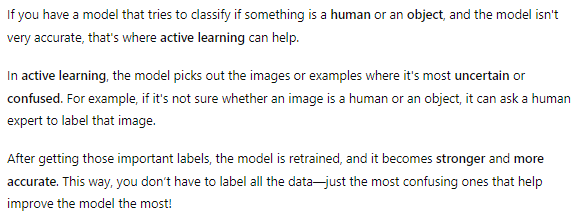 If you have a model that tries to classify if something is a human or an object, and the model isn't
very accurate, that's where active learning can help.
In active learning, the model picks out the images or examples where it's most uncertain or
confused. For example, if it's not sure whether an image is a human or an object, it can ask a human
expert to label that image.
After getting those important labels, the model is retrained, and it becomes stronger and more
accurate. This way, you don't have to label all the data—just the most confusing ones that help
improve the model the most!